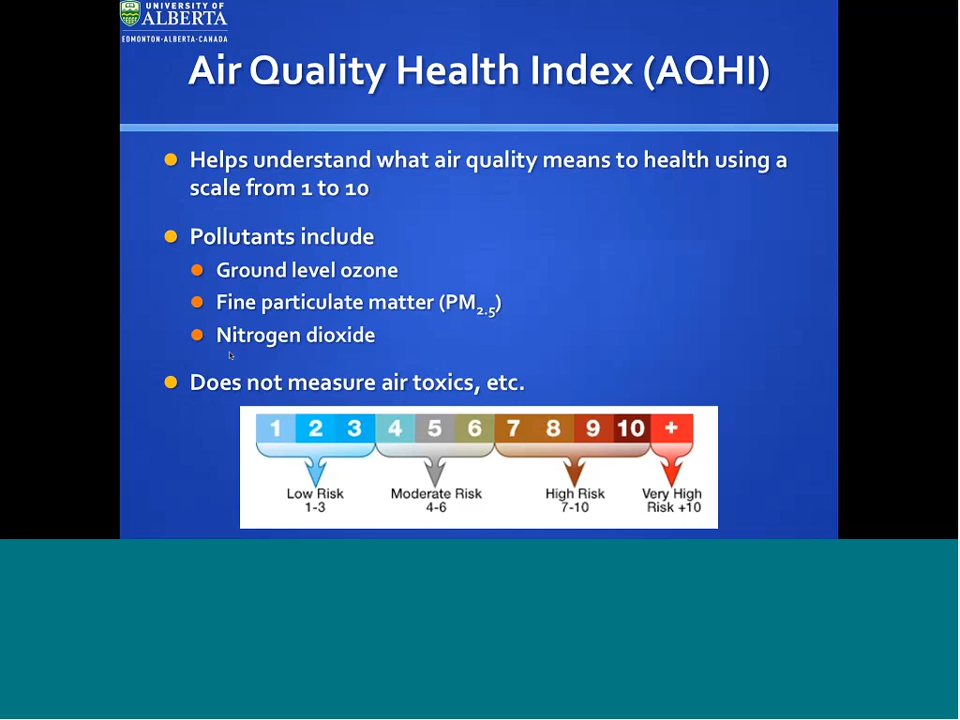 UNIVERSITY OF
ALBERTA
EDMONTON·ALBERTA·CANADA
Air Quality Health Index (AQHI)
Helps understand what air quality means to health using a
scale from 1 to 10
Pollutants include
Ground level ozone
Fine particulate matter (PM2.5)
Nitrogen dioxide
Does not measure air toxics, etc.
1 2 3 4 5 6 7 8 9 10 +
Low Risk Moderate Risk High Risk Very High
1-3 4-6 7-10 Risk +10